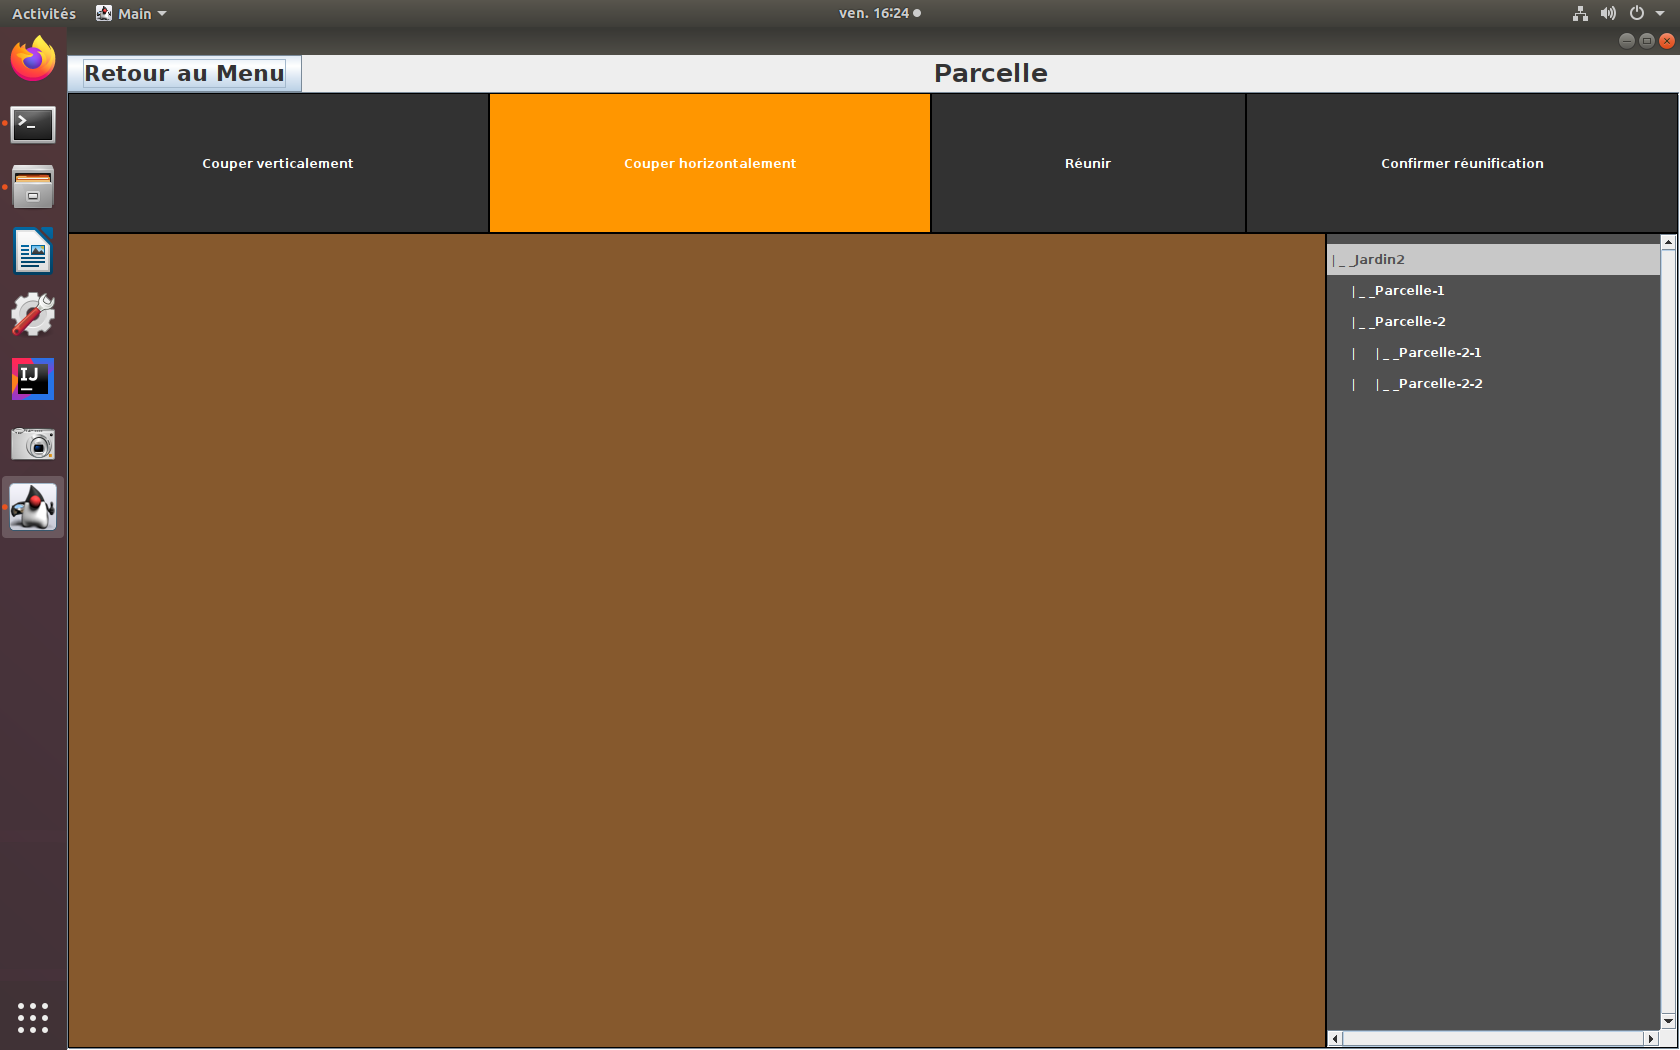 Activités Main ven. 16:24
Retour au Menu Parcelle
Couper verticalement Couper horizontalement Réunir Confirmer réunification
|_ _Jardin2
|_ _Parcelle-1
|_ _Parcelle-2
| |_ _Parcelle-2-1
| |_ _Parcelle-2-2
IJ